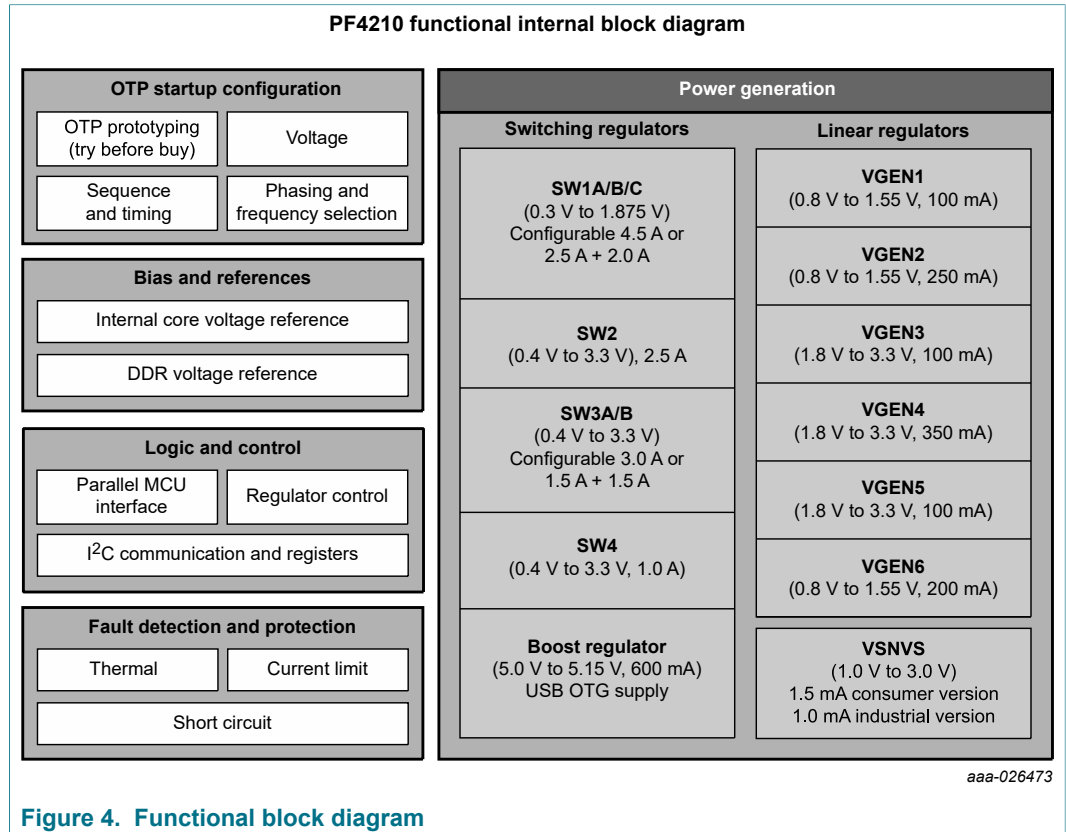 PF4210 functional internal block diagram
OTP startup configuration
OTP prototyping
(try before buy)
Voltage
Sequence
and timing
Phasing and
frequency selection
Bias and references
Internal core voltage reference
DDR voltage reference
Logic and control
Parallel MCU
interface
Regulator control
I²C communication and registers
Fault detection and protection
Thermal
Current limit
Short circuit
Power generation
Switching regulators
SW1A/B/C
(0.3 V to 1.875 V)
Configurable 4.5 A or
2.5 A + 2.0 A
SW2
(0.4 V to 3.3 V), 2.5 A
SW3A/B
(0.4 V to 3.3 V)
Configurable 3.0 A or
1.5 A + 1.5 A
SW4
(0.4 V to 3.3 V, 1.0 A)
Boost regulator
(5.0 V to 5.15 V, 600 mA)
USB OTG supply
Linear regulators
VGEN1
(0.8 V to 1.55 V, 100 mA)
VGEN2
(0.8 V to 1.55 V, 250 mA)
VGEN3
(1.8 V to 3.3 V, 100 mA)
VGEN4
(1.8 V to 3.3 V, 350 mA)
VGEN5
(1.8 V to 3.3 V, 100 mA)
VGEN6
(0.8 V to 1.55 V, 200 mA)
VSNVS
(1.0 V to 3.0 V)
1.5 mA consumer version
1.0 mA industrial version
aaa-026473
Figure 4. Functional block diagram